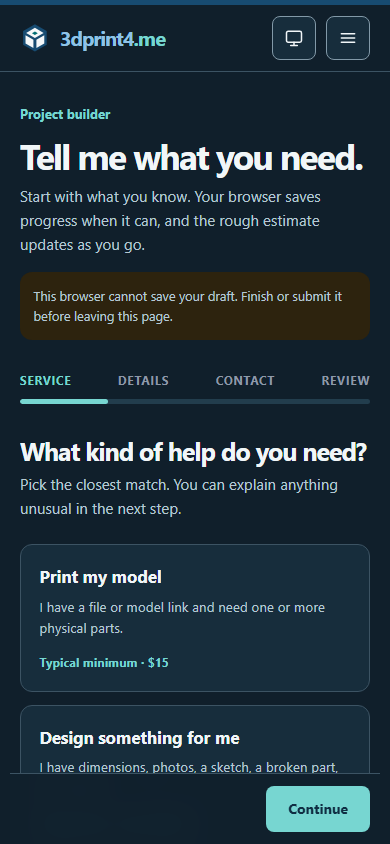 3dprint4.me
Project builder
Tell me what you need.
Start with what you know. Your browser saves
progress when it can, and the rough estimate
updates as you go.
This browser cannot save your draft. Finish or submit it
before leaving this page.
SERVICE
DETAILS
CONTACT
REVIEW
What kind of help do you need?
Pick the closest match. You can explain anything
unusual in the next step.
Print my model
I have a file or model link and need one or more
physical parts.
Typical minimum · $15
Design something for me
I have dimensions, photos, a sketch, a broken part,
Continue